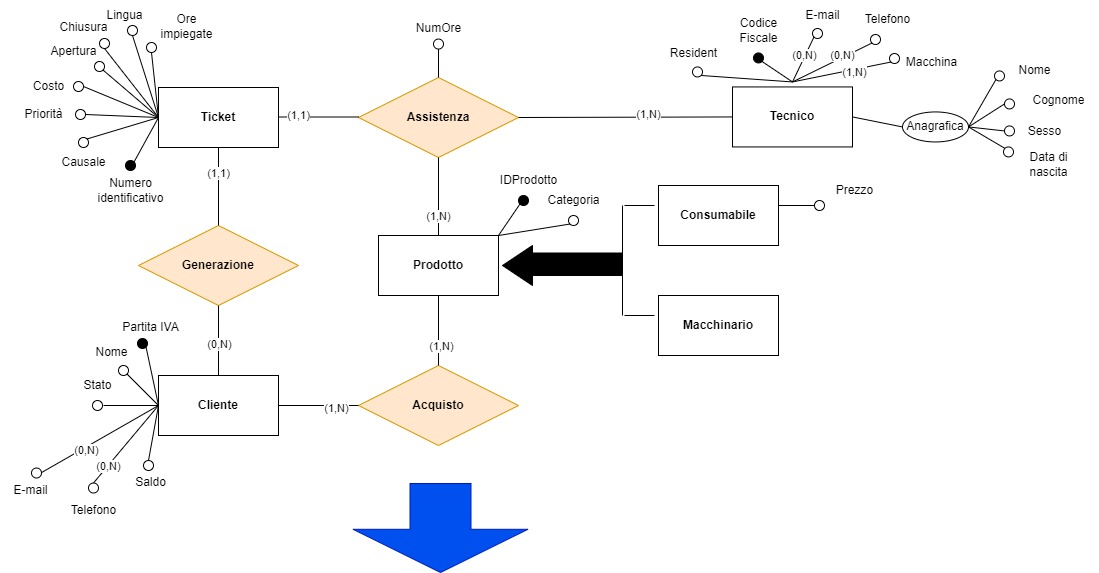 Lingua
Ore
impiegate
Chiusura
Apertura
Costo
Priorità
Causale
Numero
identificativo
Ticket
(1,1)
NumOre
Assistenza
(1,N)
Resident
Codice
Fiscale
E-mail
(0,N)
Telefono
(0,N)
Macchina
(1,N)
Tecnico
Anagrafica
Nome
Cognome
Sesso
Data di
nascita
(1,1)
Generazione
(0,N)
(1,N)
IDProdotto
Categoria
Prodotto
Consumabile
Prezzo
Macchinario
(1,N)
Partita IVA
Nome
Stato
(0,N)
E-mail
(0,N)
Telefono
Saldo
Cliente
(1,N)
Acquisto